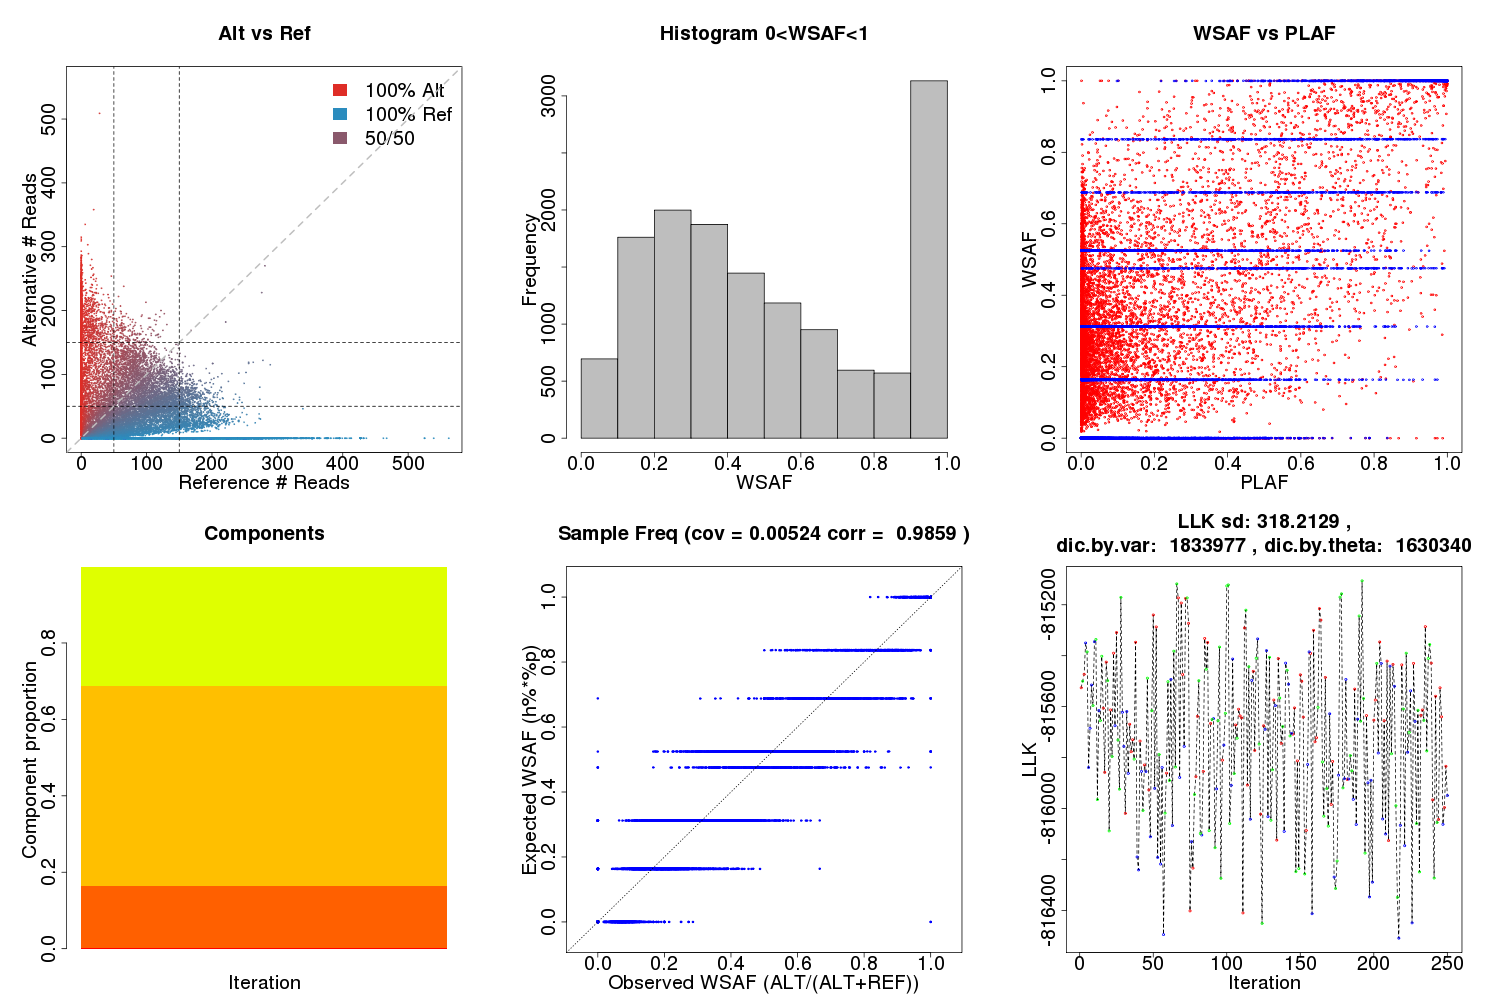 Alt vs Ref
Alternative # Reads
0 100 200 300 400 500
100% Alt
100% Ref
50/50
0 100 200 300 400 500
Reference # Reads
Histogram 0<WSAF<1
Frequency
0 500 1000 2000 3000
0.0 0.2 0.4 0.6 0.8 1.0
WSAF
WSAF vs PLAF
WSAF
0.0 0.2 0.4 0.6 0.8 1.0
0.0 0.2 0.4 0.6 0.8 1.0
PLAF
Components
Component proportion
0.0 0.2 0.4 0.6 0.8
Iteration
Sample Freq (cov = 0.00524 corr = 0.9859 )
Expected WSAF (h%*%p)
0.0 0.2 0.4 0.6 0.8 1.0
0.0 0.2 0.4 0.6 0.8 1.0
Observed WSAF (ALT/(ALT+REF))
LLK sd: 318.2129 ,
dic.by.var: 1833977 , dic.by.theta: 1630340
LLK
-816400 -816000 -815600 -815200
0 50 100 150 200 250
Iteration